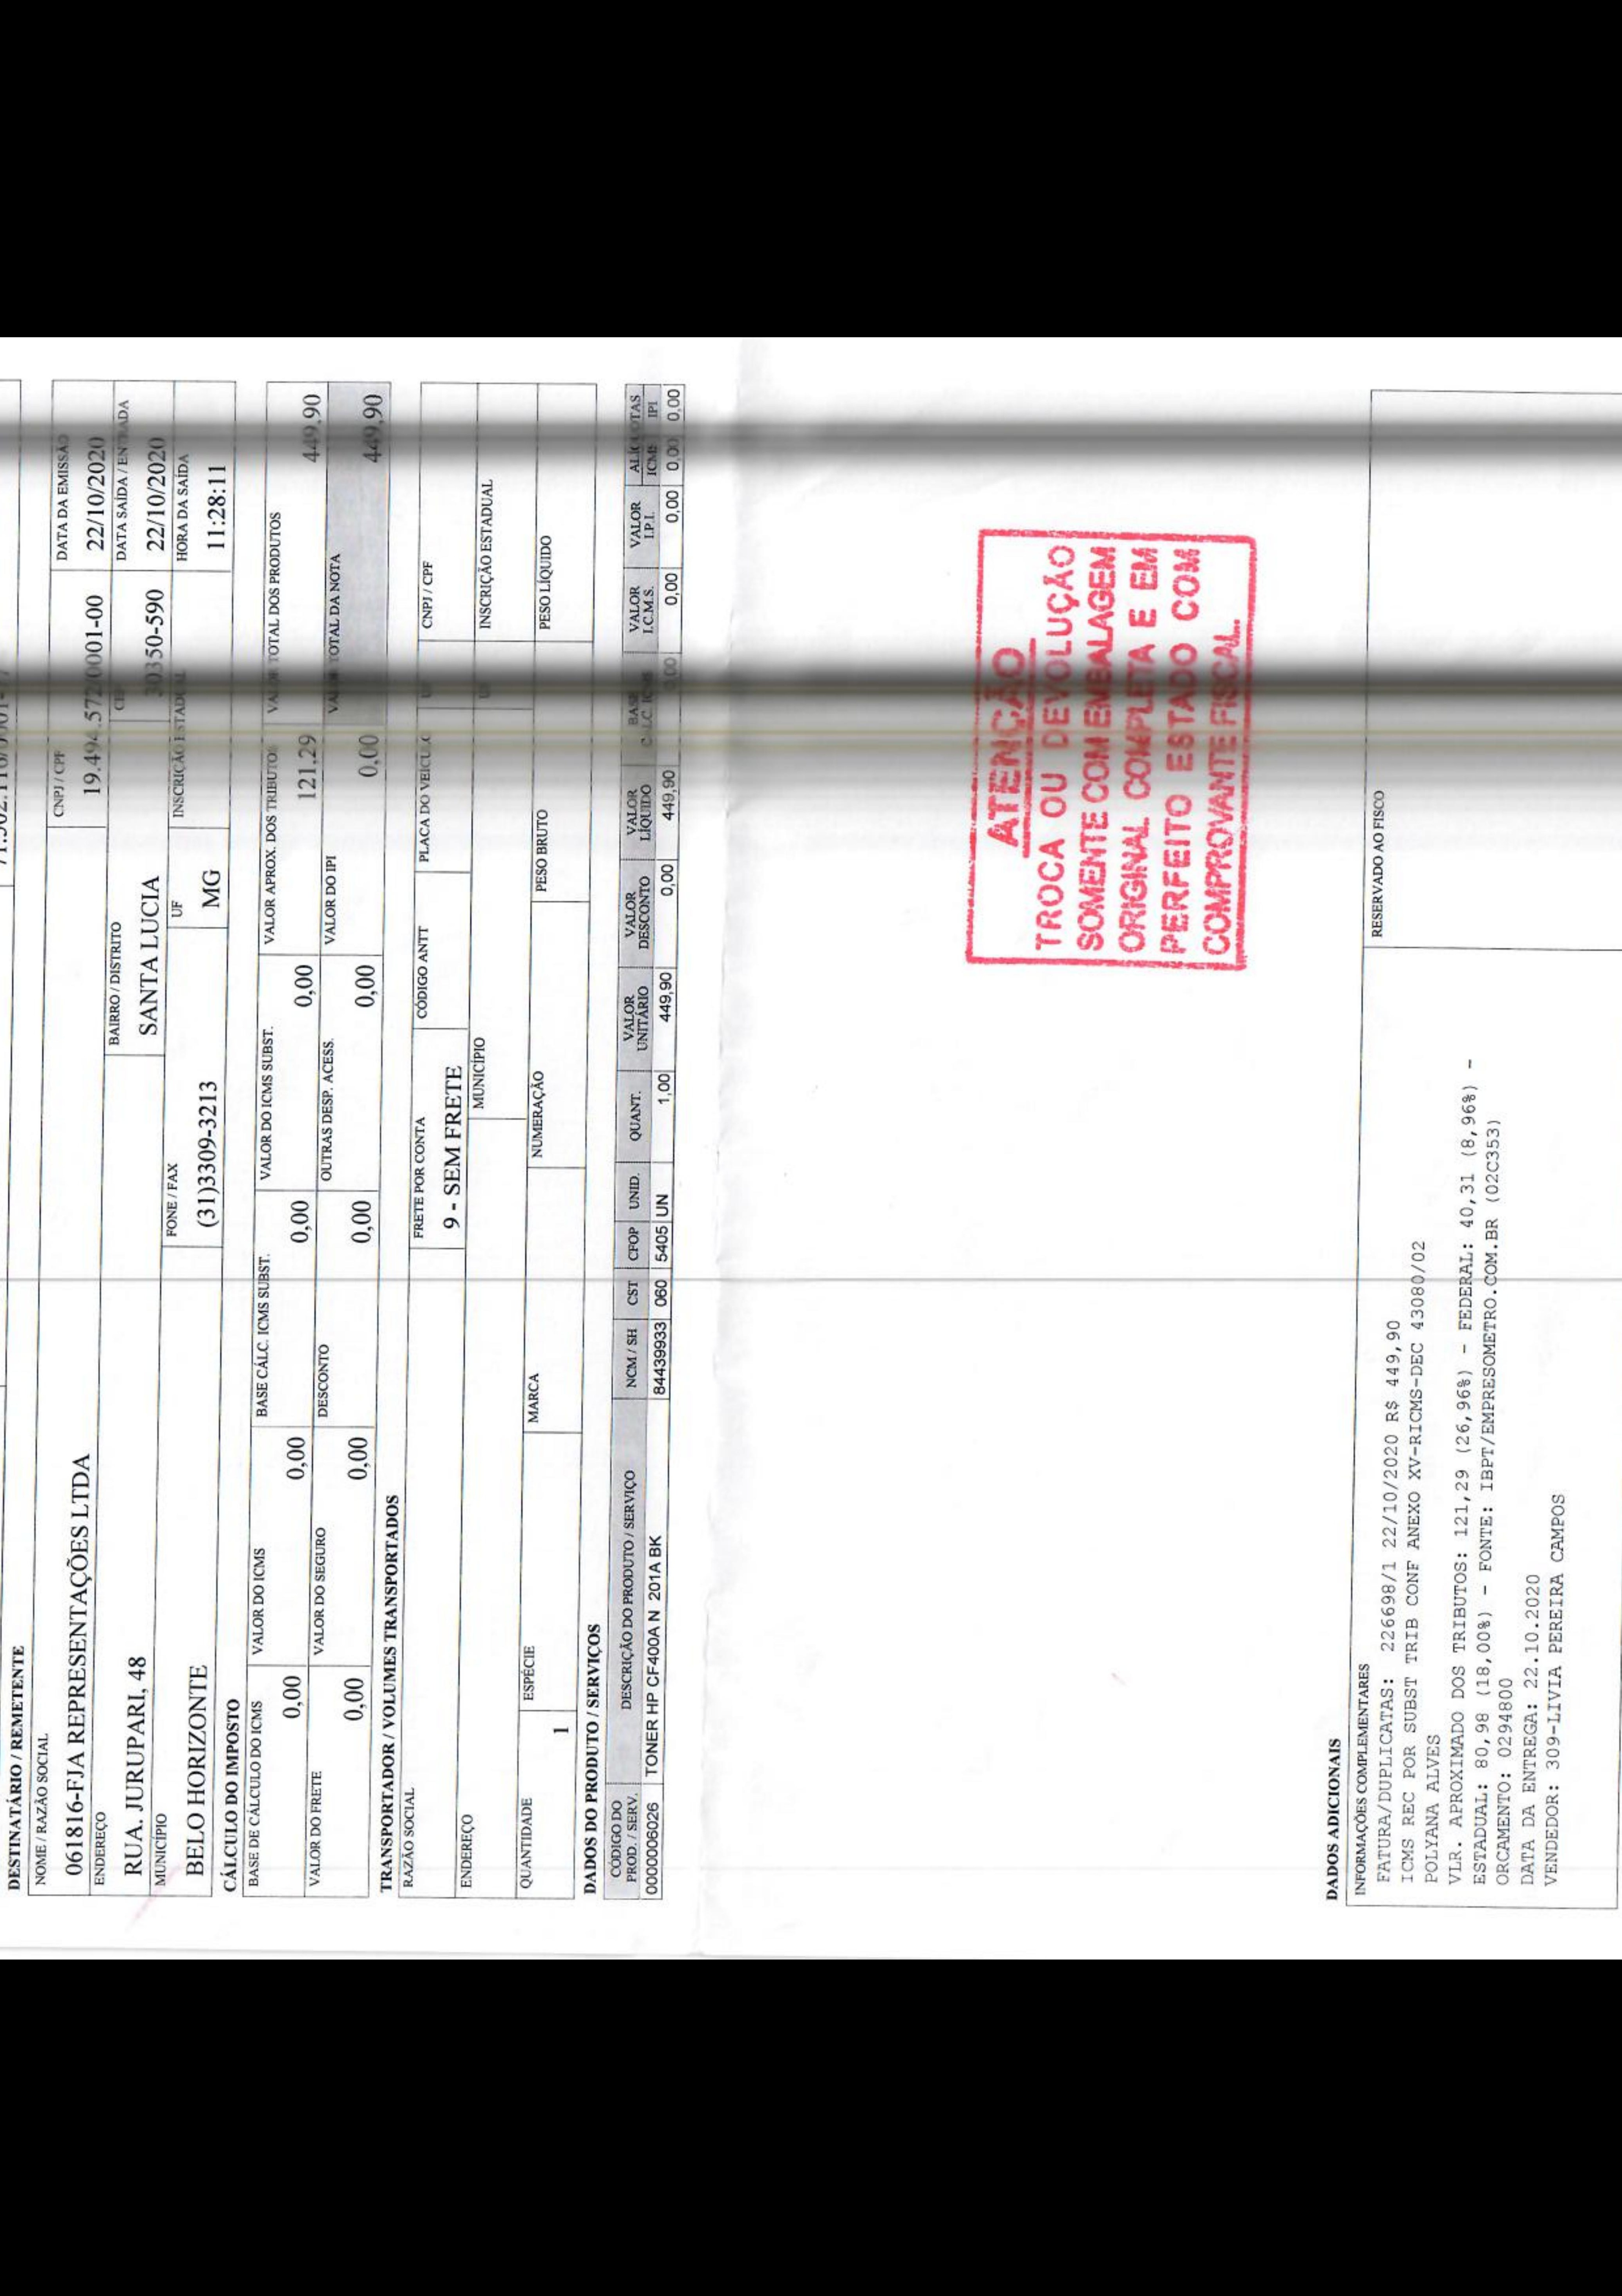 DESTINATÁRIO / REMETENTE
NOME / RAZÃO SOCIAL CNPJ / CPF DATA DA EMISSÃO
061816-FJA REPRESENTAÇÕES LTDA 19.494.572/0001-00 22/10/2020
ENDEREÇO BAIRRO / DISTRITO CEP DATA SAÍDA / ENTRADA
RUA. JURUPARI, 48 SANTA LUCIA 30350-590 22/10/2020
MUNICÍPIO FONE / FAX UF INSCRIÇÃO ESTADUAL HORA DA SAÍDA
BELO HORIZONTE (31)3309-3213 MG 11:28:11
CÁLCULO DO IMPOSTO
BASE DE CÁLCULO DO ICMS VALOR DO ICMS BASE CÁLC. ICMS SUBST. VALOR DO ICMS SUBST. VALOR APROX. DOS TRIBUTOS VALOR TOTAL DOS PRODUTOS
0,00 0,00 0,00 0,00 121,29 449,90
VALOR DO FRETE VALOR DO SEGURO DESCONTO OUTRAS DESP. ACESS. VALOR DO IPI VALOR TOTAL DA NOTA
0,00 0,00 0,00 0,00 0,00 449,90
TRANSPORTADOR / VOLUMES TRANSPORTADOS
RAZÃO SOCIAL FRETE POR CONTA CÓDIGO ANTT PLACA DO VEÍCULO UF CNPJ / CPF
9 - SEM FRETE
ENDEREÇO MUNICÍPIO UF INSCRIÇÃO ESTADUAL
QUANTIDADE ESPÉCIE MARCA NUMERAÇÃO PESO BRUTO PESO LÍQUIDO
1
DADOS DO PRODUTO / SERVIÇOS
CÓDIGO DO PROD. / SERV. DESCRIÇÃO DO PRODUTO / SERVIÇO NCM / SH CST CFOP UNID. QUANT. VALOR UNITÁRIO VALOR DESCONTO VALOR LÍQUIDO BASE CALC. ICMS VALOR I.C.M.S. VALOR I.P.I. ALÍQUOTAS ICMS IPI
0000006026 TONER HP CF400A N 201A BK 84439933 060 5405 UN 1,00 449,90 0,00 449,90 0,00 0,00 0,00 0,00 0,00
ATENÇÃO
TROCA OU DEVOLUÇÃO
SOMENTE COM EMBALAGEM
ORIGINAL COMPLETA E EM
PERFEITO ESTADO COM
COMPROVANTE FISCAL.
DADOS ADICIONAIS
INFORMAÇÕES COMPLEMENTARES RESERVADO AO FISCO
FATURA/DUPLICATAS: 226698/1 22/10/2020 R$ 449,90
ICMS REC POR SUBST TRIB CONF ANEXO XV-RICMS-DEC 43080/02
POLYANA ALVES
VLR. APROXIMADO DOS TRIBUTOS: 121,29 (26,96%) - FEDERAL: 40,31 (8,96%) -
ESTADUAL: 80,98 (18,00%) - FONTE: IBPT/EMPRESOMETRO.COM.BR (02C353)
ORCAMENTO: 0294800
DATA DA ENTREGA: 22.10.2020
VENDEDOR: 309-LIVIA PEREIRA CAMPOS